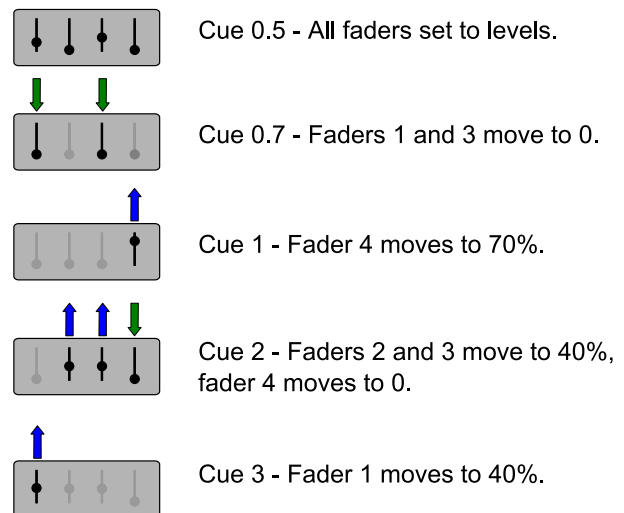 Cue 0.5 - All faders set to levels.
Cue 0.7 - Faders 1 and 3 move to 0.
Cue 1 - Fader 4 moves to 70%.
Cue 2 - Faders 2 and 3 move to 40%,
fader 4 moves to 0.
Cue 3 - Fader 1 moves to 40%.